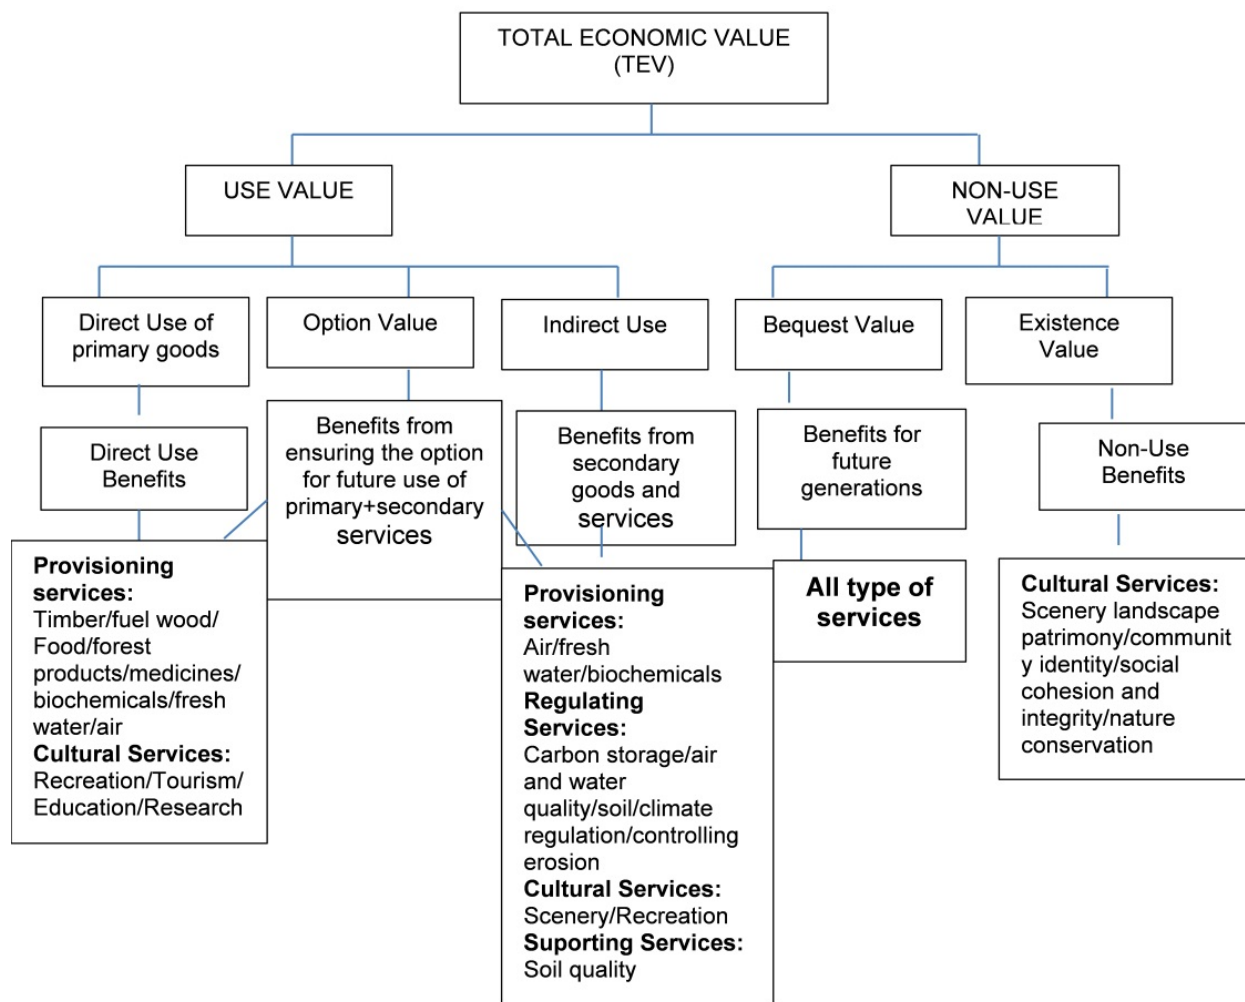 TOTAL ECONOMIC VALUE
(TEV)
USE VALUE
NON-USE
VALUE
Direct Use of
primary goods
Option Value
Indirect Use
Bequest Value
Existence
Value
Direct Use
Benefits
Benefits from
ensuring the option
for future use of
primary+secondary
services
Benefits from
secondary
goods and
services
Benefits for
future
generations
Non-Use
Benefits
Provisioning
services:
Timber/fuel wood/
Food/forest
products/medicines/
biochemicals/fresh
water/air
Cultural Services:
Recreation/Tourism/
Education/Research
Provisioning
services:
Air/fresh
water/biochemicals
Regulating
Services:
Carbon storage/air
and water
quality/soil/climate
regulation/controlling
erosion
Cultural Services:
Scenery/Recreation
Suporting Services:
Soil quality
All type of
services
Cultural Services:
Scenery landscape
patrimony/communit
y identity/social
cohesion and
integrity/nature
conservation